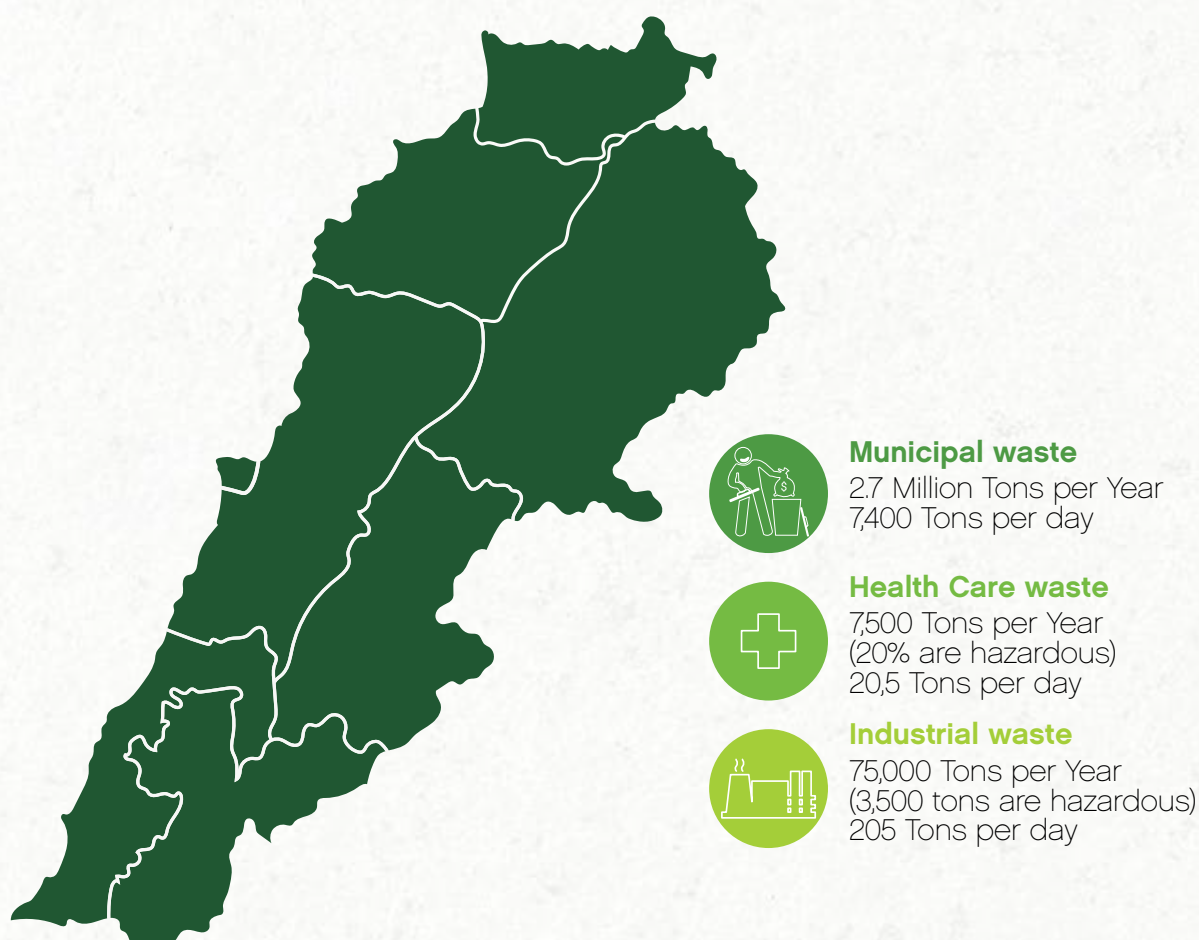 Municipal waste
2.7 Million Tons per Year
7,400 Tons per day
Health Care waste
7,500 Tons per Year
(20% are hazardous)
20,5 Tons per day
Industrial waste
75,000 Tons per Year
(3,500 tons are hazardous)
205 Tons per day
$